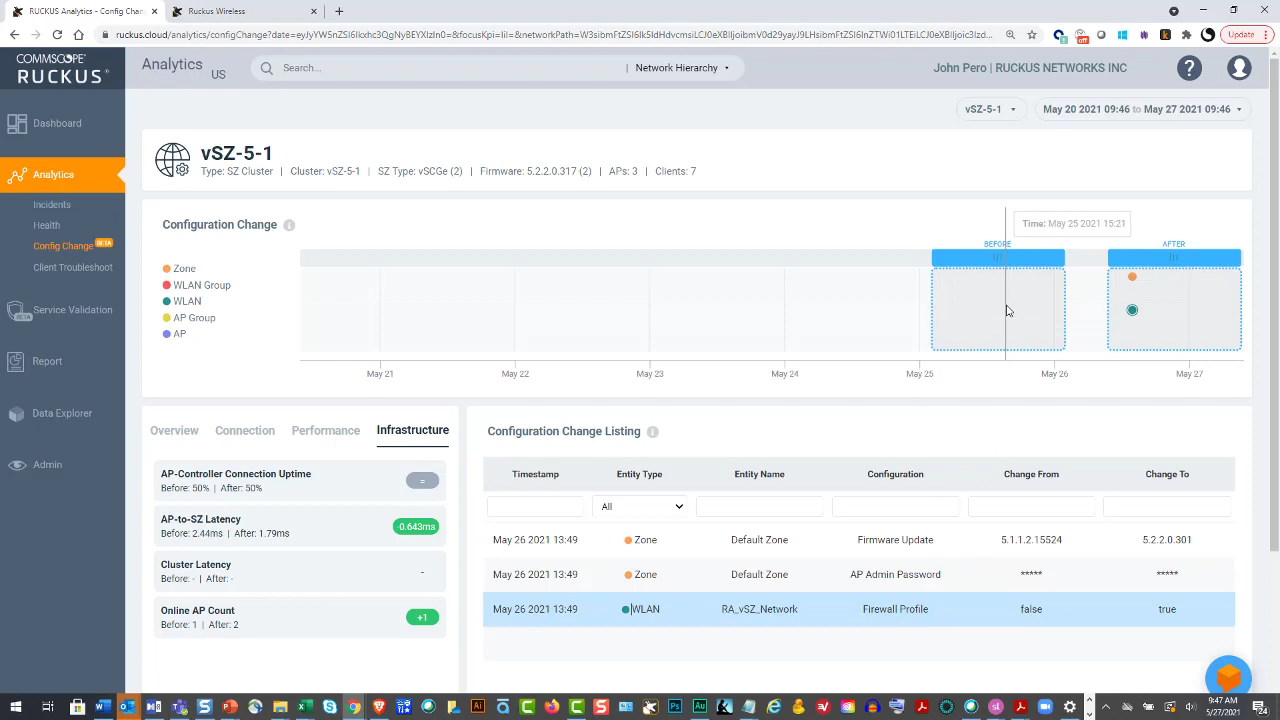 RUCKUS Analytics
Ruckus Wireless
Update
COMMSCOPE
RUCKUS
Analytics
US
Search...
Network Hierarchy
John Pero | RUCKUS NETWORKS INC
?
Dashboard
Analytics
Incidents
Health
Config Change BETA
Client Troubleshoot
Service Validation
BETA
Report
Data Explorer
Admin
vSZ-5-1
May 20 2021 09:46 to May 27 2021 09:46
vSZ-5-1
Type: SZ Cluster | Cluster: vSZ-5-1 | SZ Type: vSCGe (2) | Firmware: 5.2.2.0.317 (2) | APs: 3 | Clients: 7
Configuration Change
Time: May 25 2021 15:21
BEFORE
AFTER
Zone
WLAN Group
WLAN
AP Group
AP
May 21
May 22
May 23
May 24
May 25
May 26
May 27
Overview
Connection
Performance
Infrastructure
AP-Controller Connection Uptime
Before: 50% | After: 50%
=
AP-to-SZ Latency
Before: 2.44ms | After: 1.79ms
-0.643ms
Cluster Latency
Before: - | After: -
-
Online AP Count
Before: 1 | After: 2
+1
Configuration Change Listing
Timestamp Entity Type Entity Name Configuration Change From Change To
All
May 26 2021 13:49 Zone Default Zone Firmware Update 5.1.1.2.15524 5.2.2.0.301
May 26 2021 13:49 Zone Default Zone AP Admin Password ***** *****
May 26 2021 13:49 WLAN RA_vSZ_Network Firewall Profile false true
9:47 AM
5/27/2021